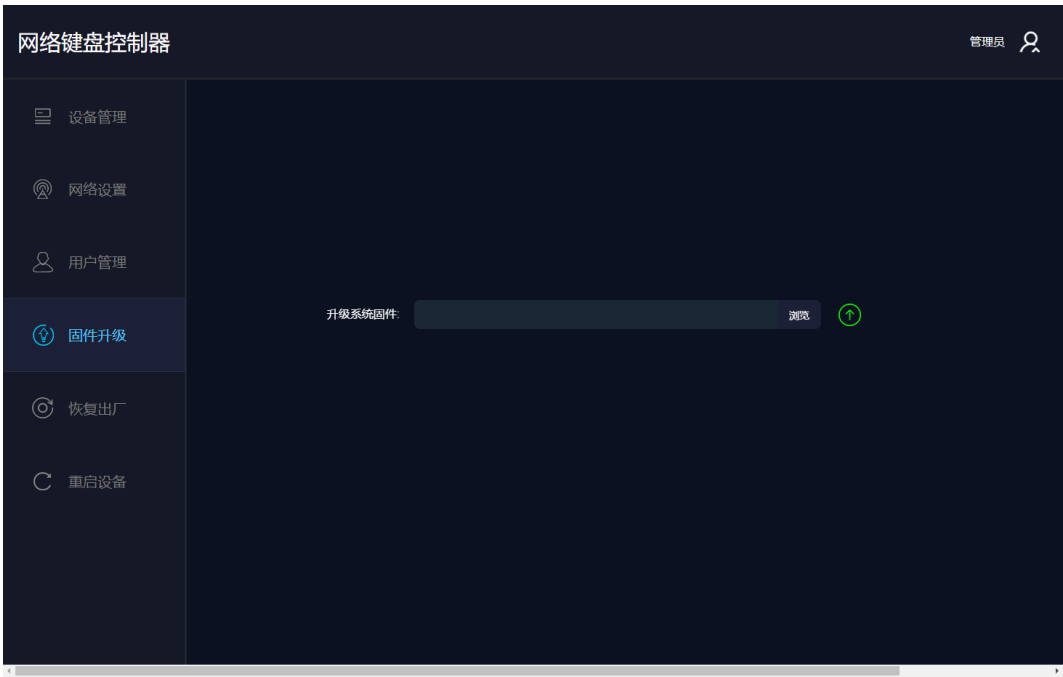 网络键盘控制器
管理员
设备管理
网络设置
用户管理
固件升级
恢复出厂
重启设备
升级系统固件:
浏览